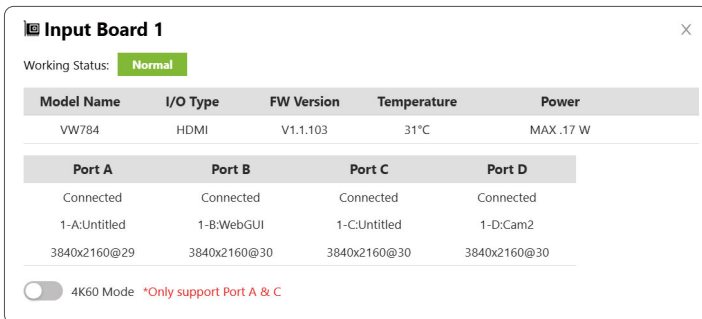 Input Board 1
Working Status: Normal
Model Name I/O Type FW Version Temperature Power
VW784 HDMI V1.1.103 31°C MAX .17 W
Port A Port B Port C Port D
Connected Connected Connected Connected
1-A:Untitled 1-B:WebGUI 1-C:Untitled 1-D:Cam2
3840x2160@29 3840x2160@30 3840x2160@30 3840x2160@30
4K60 Mode *Only support Port A & C